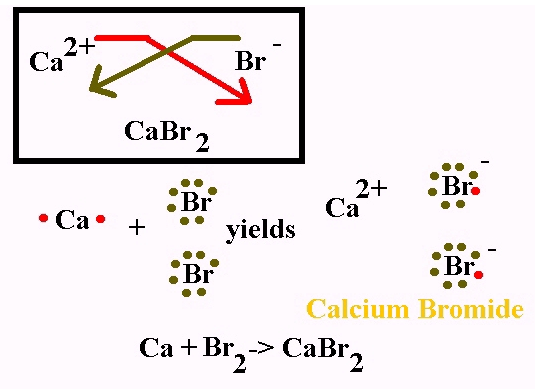 Ca²⁺ Br⁻
CaBr₂
Ca + Br yields Ca²⁺ Br⁻
Br Br⁻
Calcium Bromide
Ca + Br₂ -> CaBr₂